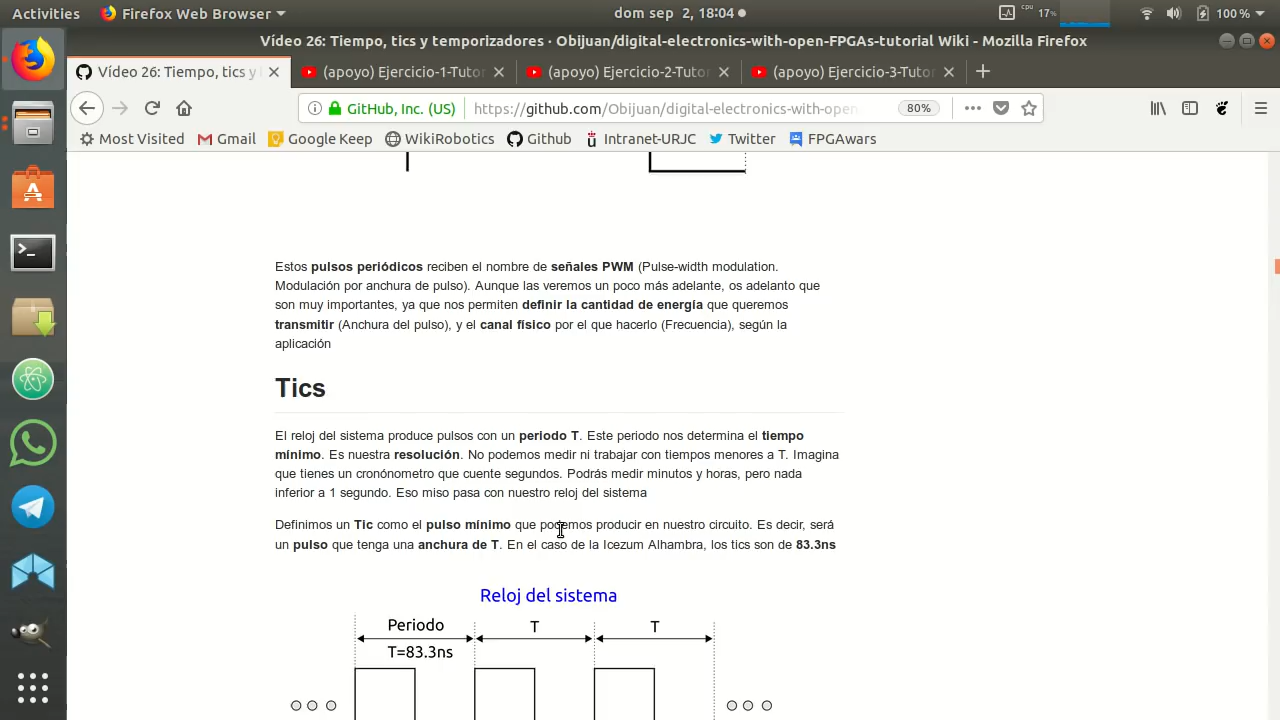 Activities
Firefox Web Browser
dom sep 2, 18:04
cpu
17%
100 %
Vídeo 26: Tiempo, tics y temporizadores · Obijuan/digital-electronics-with-open-FPGAs-tutorial Wiki - Mozilla Firefox
Vídeo 26: Tiempo, tics y t
(apoyo) Ejercicio-1-Tutor
(apoyo) Ejercicio-2-Tutor
(apoyo) Ejercicio-3-Tutor
GitHub, Inc. (US)
https://github.com/Obijuan/digital-electronics-with-open-
80%
Most Visited
Gmail
Google Keep
WikiRobotics
Github
Intranet-URJC
Twitter
FPGAwars
Estos pulsos periódicos reciben el nombre de señales PWM (Pulse-width modulation.
Modulación por anchura de pulso). Aunque las veremos un poco más adelante, os adelanto que
son muy importantes, ya que nos permiten definir la cantidad de energía que queremos
transmitir (Anchura del pulso), y el canal físico por el que hacerlo (Frecuencia), según la
aplicación
Tics
El reloj del sistema produce pulsos con un periodo T. Este periodo nos determina el tiempo
mínimo. Es nuestra resolución. No podemos medir ni trabajar con tiempos menores a T. Imagina
que tienes un cronónometro que cuente segundos. Podrás medir minutos y horas, pero nada
inferior a 1 segundo. Eso miso pasa con nuestro reloj del sistema
Definimos un Tic como el pulso mínimo que podemos producir en nuestro circuito. Es decir, será
un pulso que tenga una anchura de T. En el caso de la Icezum Alhambra, los tics son de 83.3ns
Reloj del sistema
Periodo
T
T
T=83.3ns